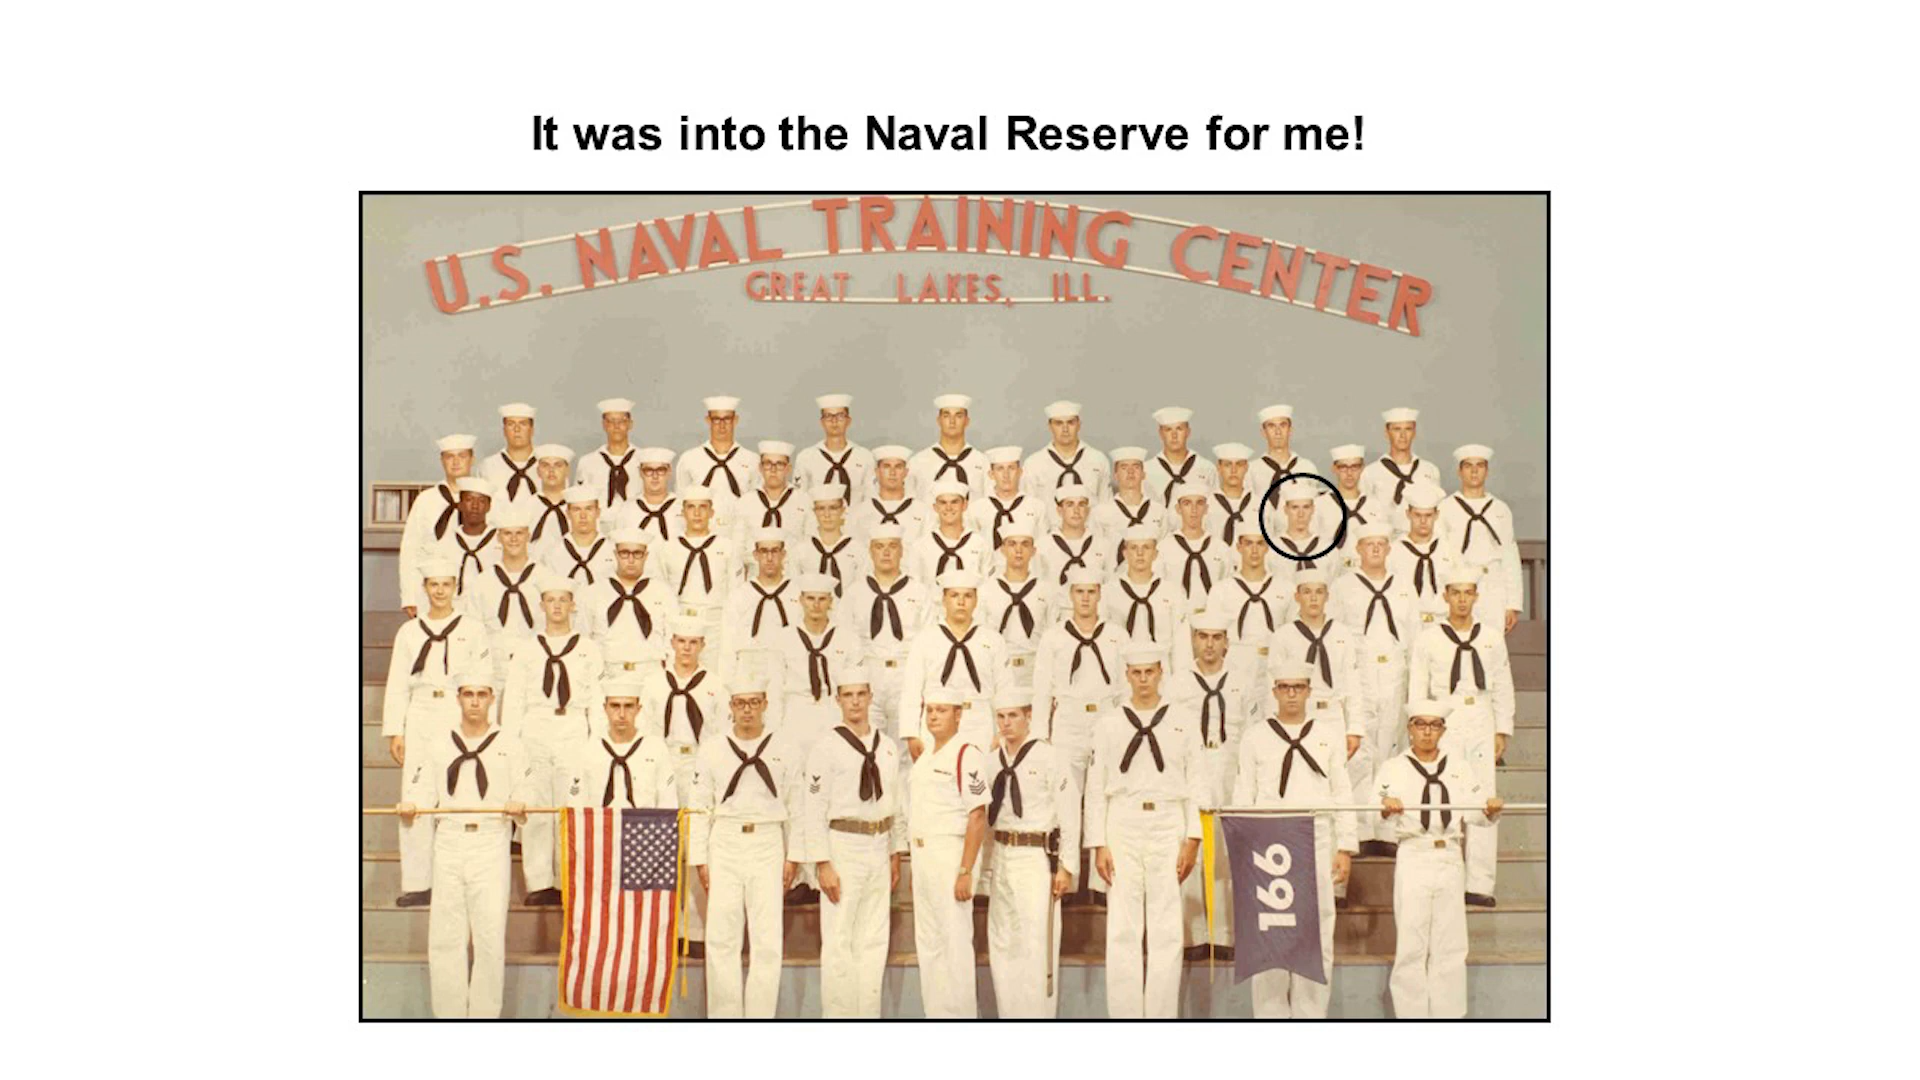 It was into the Naval Reserve for me!
U.S. NAVAL TRAINING CENTER
GREAT LAKES, ILL.
166